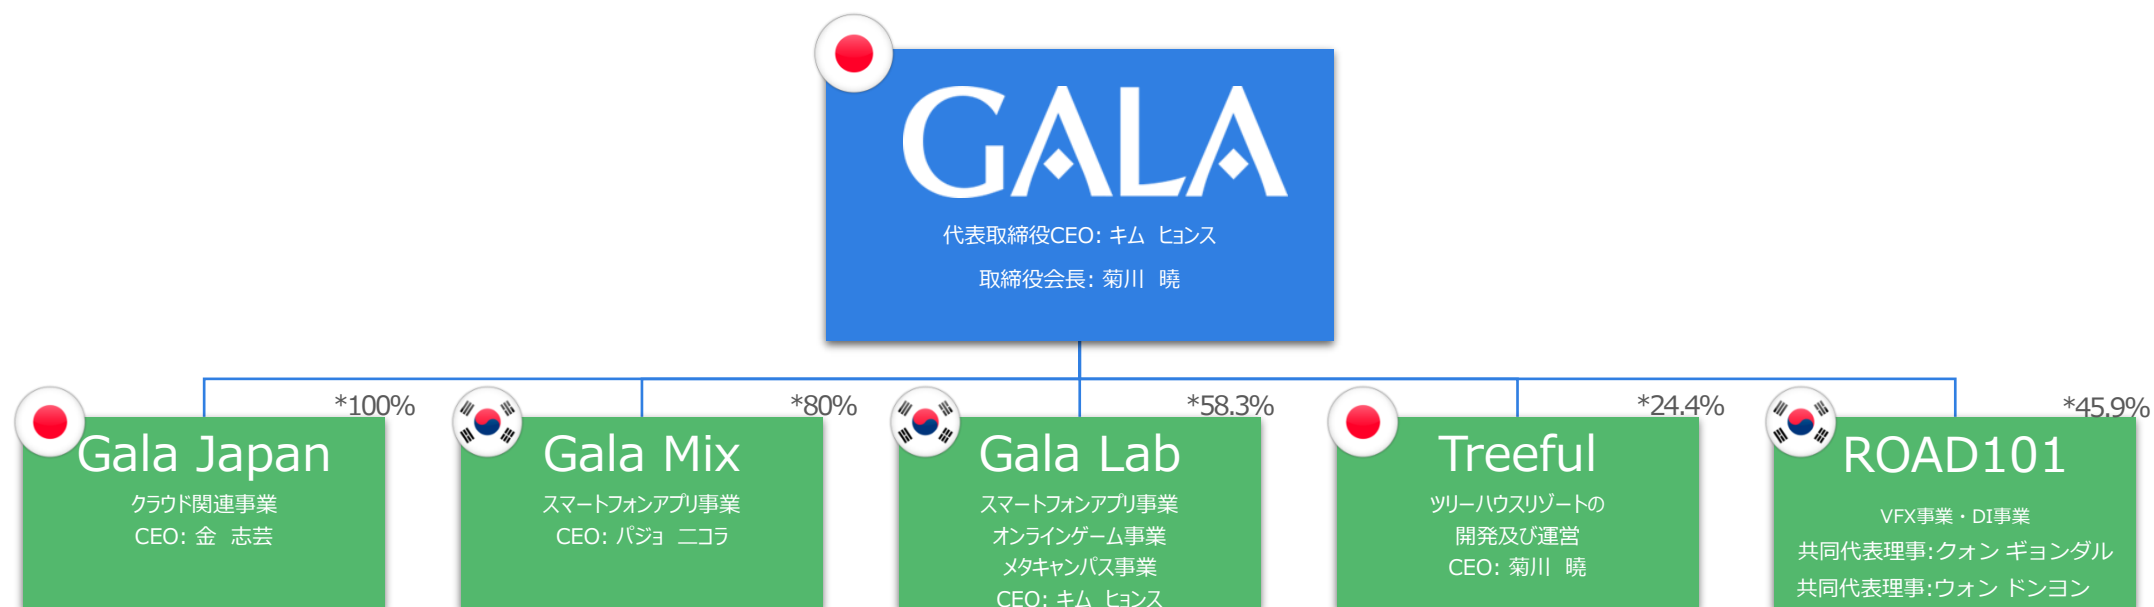 GALA
代表取締役CEO: キム ヒョンス
取締役会長: 菊川 曉
*100%
Gala Japan
クラウド関連事業
CEO: 金 志芸
*80%
Gala Mix
スマートフォンアプリ事業
CEO: パジョ ニコラ
*58.3%
Gala Lab
スマートフォンアプリ事業
オンラインゲーム事業
メタキャンパス事業
CEO: キム ヒョンス
*24.4%
Treeful
ツリーハウスリゾートの
開発及び運営
CEO: 菊川 曉
*45.9%
ROAD101
VFX事業・DI事業
共同代表理事:クォン ギョンダル
共同代表理事:ウォン ドンヨン